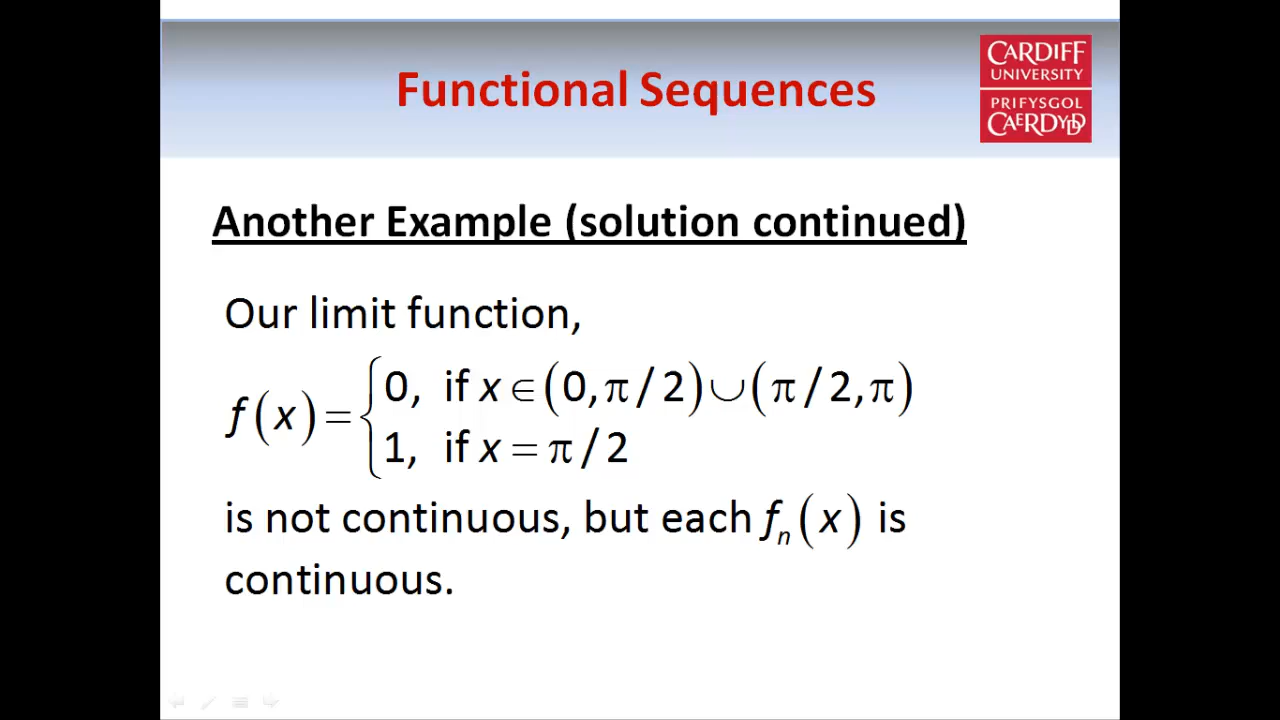 Functional Sequences
CARDIFF
UNIVERSITY
PRIFYSGOL
CAERDYDD
Another Example (solution continued)
Our limit function,
f(x) = { 0, if x ∈ (0, π / 2) ∪ (π / 2, π)
1, if x = π / 2
is not continuous, but each fₙ(x) is
continuous.